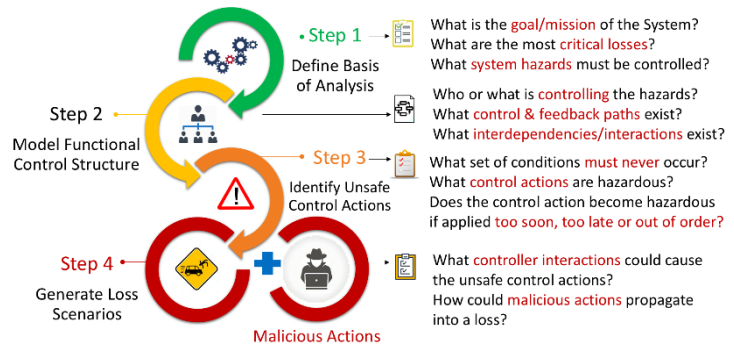 Step 1
Define Basis
of Analysis
What is the goal/mission of the System?
What are the most critical losses?
What system hazards must be controlled?
Step 2
Model Functional
Control Structure
Who or what is controlling the hazards?
What control & feedback paths exist?
What interdependencies/interactions exist?
Step 3
Identify Unsafe
Control Actions
What set of conditions must never occur?
What control actions are hazardous?
Does the control action become hazardous
if applied too soon, too late or out of order?
Step 4
Generate Loss
Scenarios
Malicious Actions
What controller interactions could cause
the unsafe control actions?
How could malicious actions propagate
into a loss?